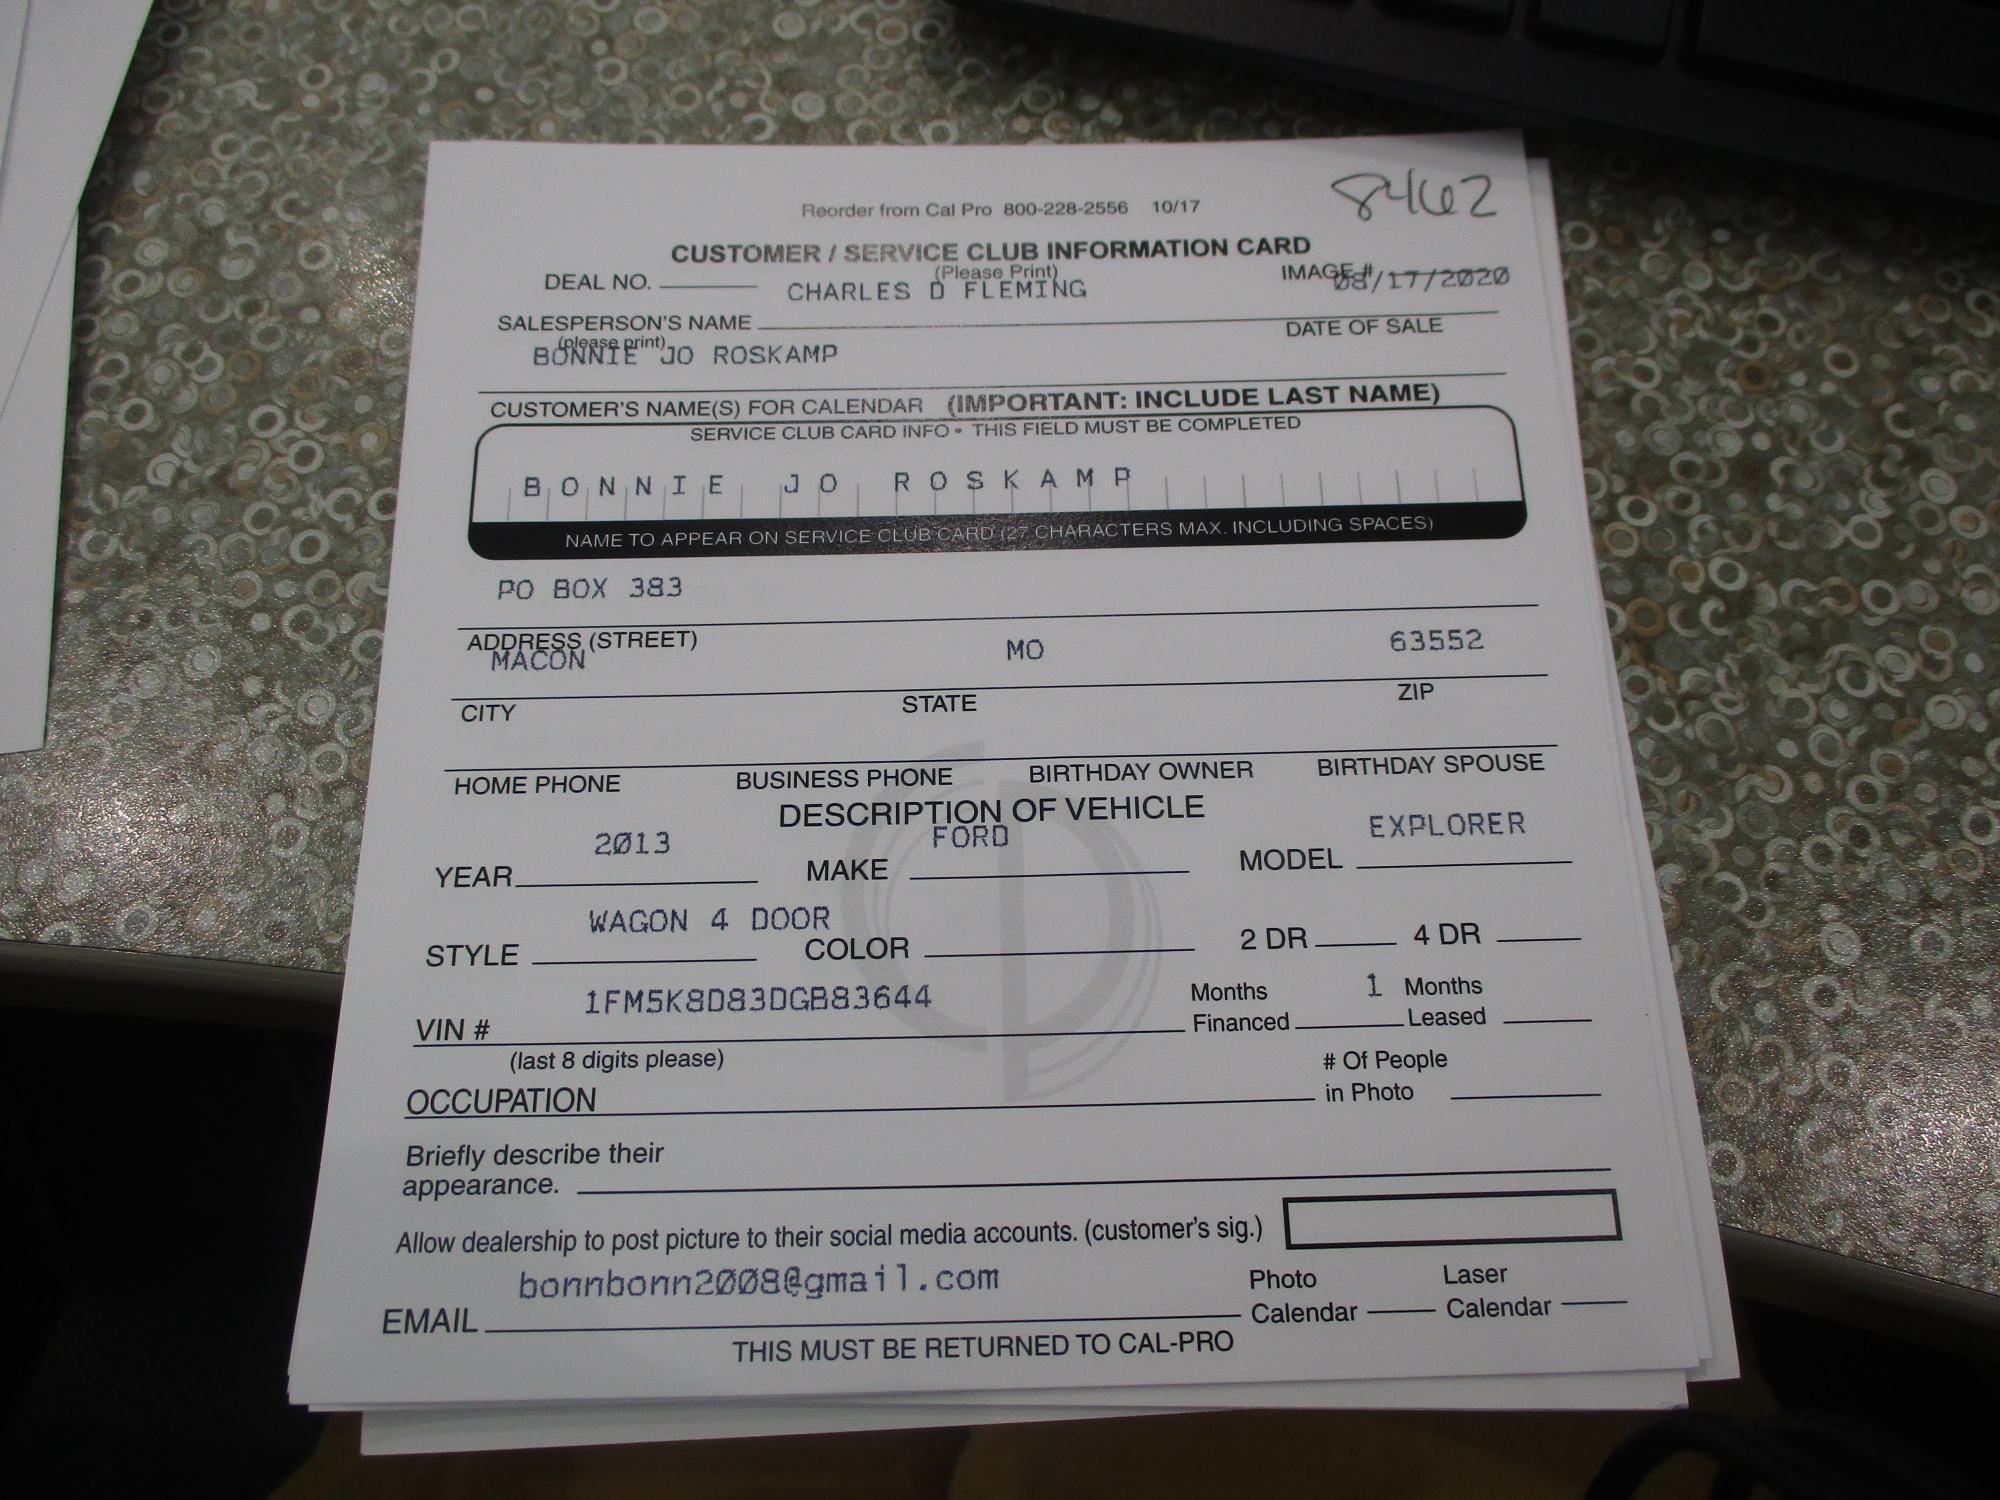 8462
Reorder from Cal Pro 800-228-2556 10/17
CUSTOMER / SERVICE CLUB INFORMATION CARD
(Please Print)
DEAL NO. IMAGE #
CHARLES D FLEMING 08/17/2020
SALESPERSON'S NAME DATE OF SALE
(please print)
BONNIE JO ROSKAMP
CUSTOMER'S NAME(S) FOR CALENDAR (IMPORTANT: INCLUDE LAST NAME)
SERVICE CLUB CARD INFO • THIS FIELD MUST BE COMPLETED
BONNIE JO ROSKAMP
NAME TO APPEAR ON SERVICE CLUB CARD (27 CHARACTERS MAX. INCLUDING SPACES)
PO BOX 383
ADDRESS (STREET)
MACON MO 63552
CITY STATE ZIP
HOME PHONE BUSINESS PHONE BIRTHDAY OWNER BIRTHDAY SPOUSE
DESCRIPTION OF VEHICLE
2013 FORD EXPLORER
YEAR MAKE MODEL
WAGON 4 DOOR
STYLE COLOR 2 DR 4 DR
1FM5K8D83DGB83644 Months 1 Months
VIN # Financed Leased
(last 8 digits please) # Of People
OCCUPATION in Photo
Briefly describe their
appearance.
Allow dealership to post picture to their social media accounts. (customer's sig.)
bonnbonn2008@gmail.com Photo Laser
EMAIL Calendar Calendar
THIS MUST BE RETURNED TO CAL-PRO